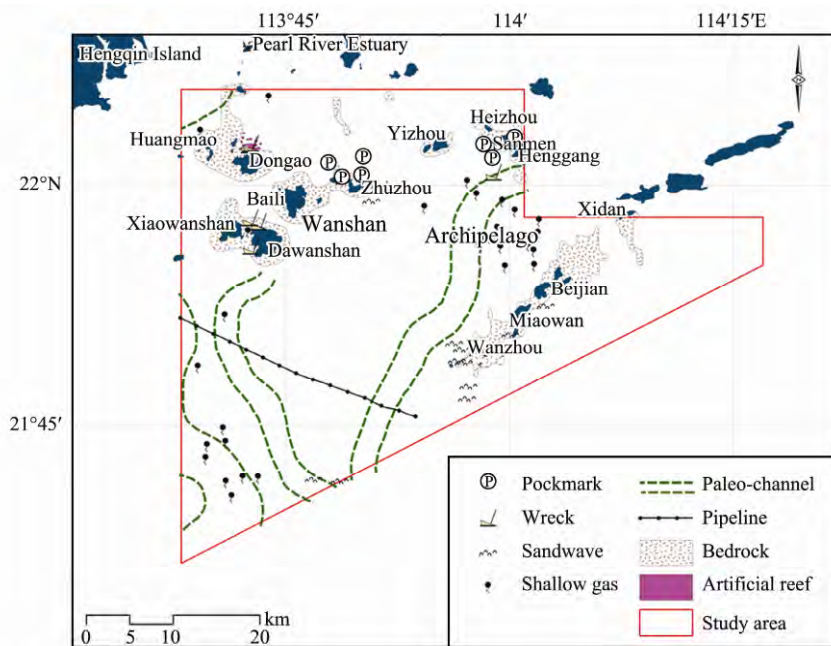 113°45′ 114° 114°15′E
Hengqin Island
Pearl River Estuary
Huangmao
Dongao
Yizhou
Heizhou
Sanmen
Henggang
22°N
Zhuzhou
Baili
Wanshan
Xiaowanshan
Dawanshan
Archipelago
Xidan
Beijian
Miaowan
Wanzhou
21°45′
P Pockmark
Wreck
Sandwave
Shallow gas
Paleo-channel
Pipeline
Bedrock
Artificial reef
Study area
km
0 5 10 20